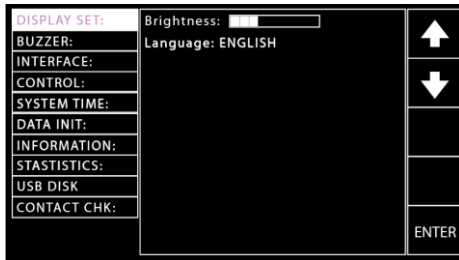 DISPLAY SET:
BUZZER:
INTERFACE:
CONTROL:
SYSTEM TIME:
DATA INIT:
INFORMATION:
STASTISTICS:
USB DISK
CONTACT CHK:
Brightness:
Language: ENGLISH
ENTER